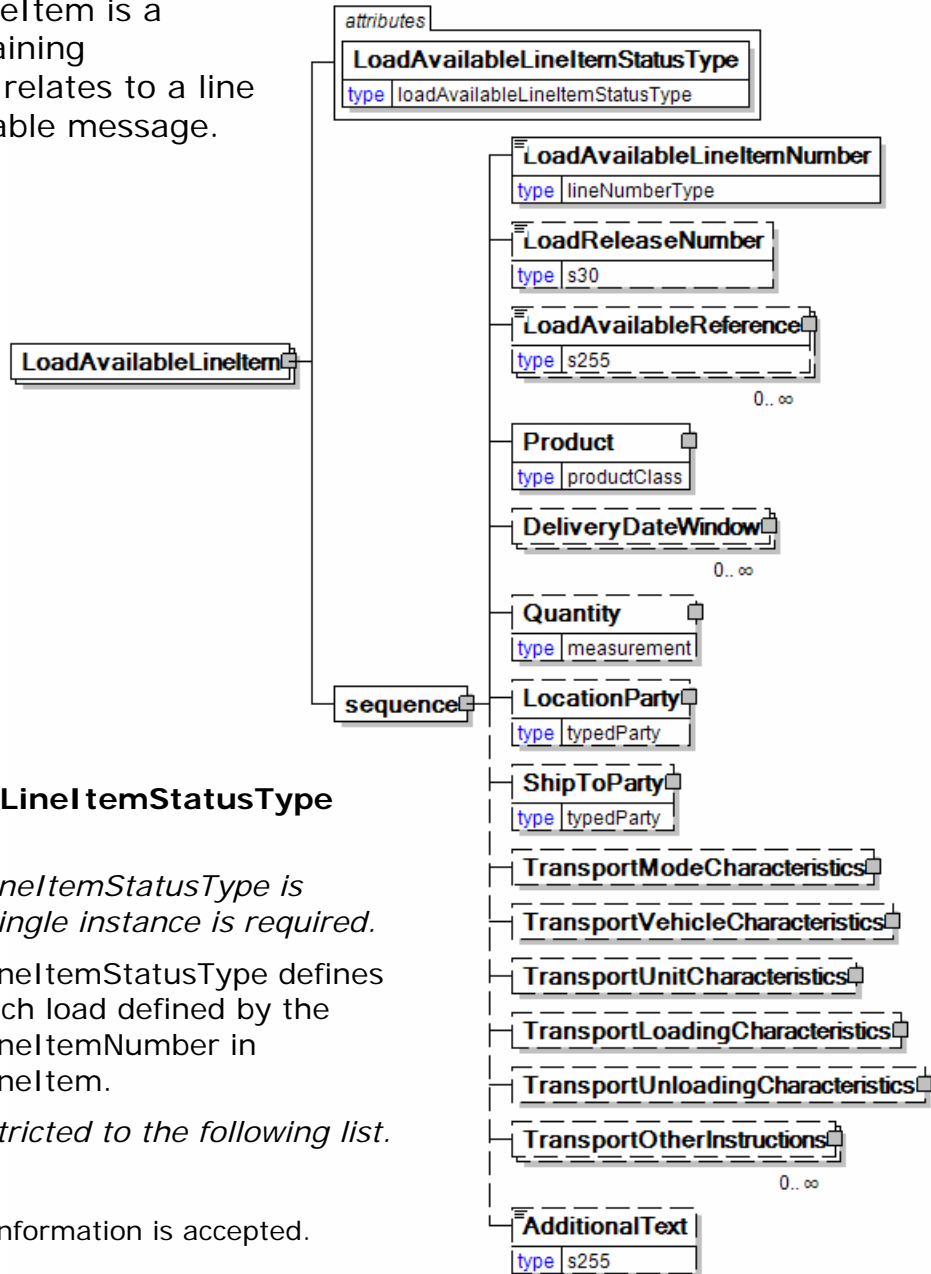 eItem is a
aining
relates to a line
able message.
attributes
LoadAvailableLineItemStatusType
type loadAvailableLineItemStatusType
LoadAvailableLineItemNumber
type lineNumberType
LoadReleaseNumber
type s30
LoadAvailableReference
type s255
0.. ∞
LoadAvailableLineItem
Product
type productClass
DeliveryDateWindow
0.. ∞
Quantity
type measurement
sequence
LocationParty
type typedParty
ShipToParty
type typedParty
TransportModeCharacteristics
TransportVehicleCharacteristics
TransportUnitCharacteristics
TransportLoadingCharacteristics
TransportUnloadingCharacteristics
TransportOtherInstructions
0.. ∞
AdditionalText
type s255
LineItemStatusType
neItemStatusType is
ingle instance is required.
neItemStatusType defines
ch load defined by the
neItemNumber in
neItem.
tricted to the following list.
nformation is accepted.